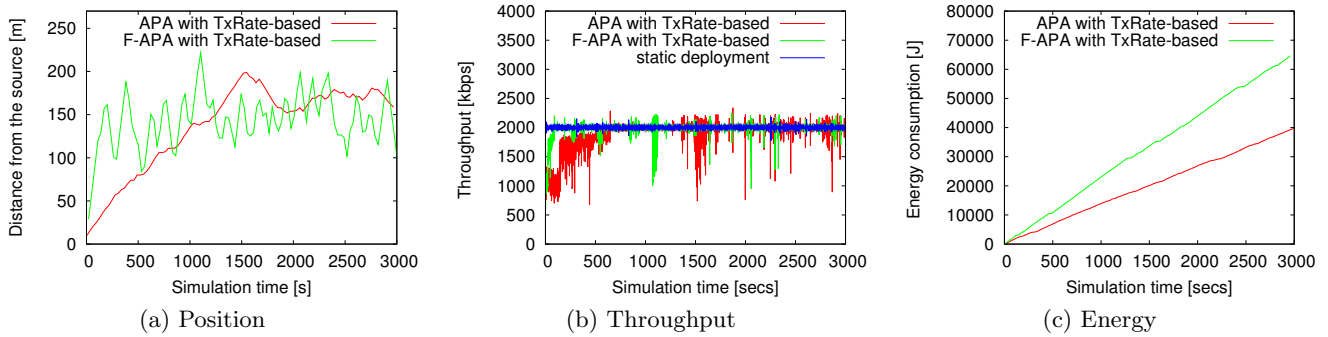 Distance from the source [m]
250
200
150
100
50
0
APA with TxRate-based
F-APA with TxRate-based
0 500 1000 1500 2000 2500 3000
Simulation time [s]
(a) Position
Throughput [kbps]
4000
3500
3000
2500
2000
1500
1000
500
0
APA with TxRate-based
F-APA with TxRate-based
static deployment
0 500 1000 1500 2000 2500 3000
Simulation time [secs]
(b) Throughput
Energy consumption [J]
80000
70000
60000
50000
40000
30000
20000
10000
0
APA with TxRate-based
F-APA with TxRate-based
0 500 1000 1500 2000 2500 3000
Simulation time [secs]
(c) Energy